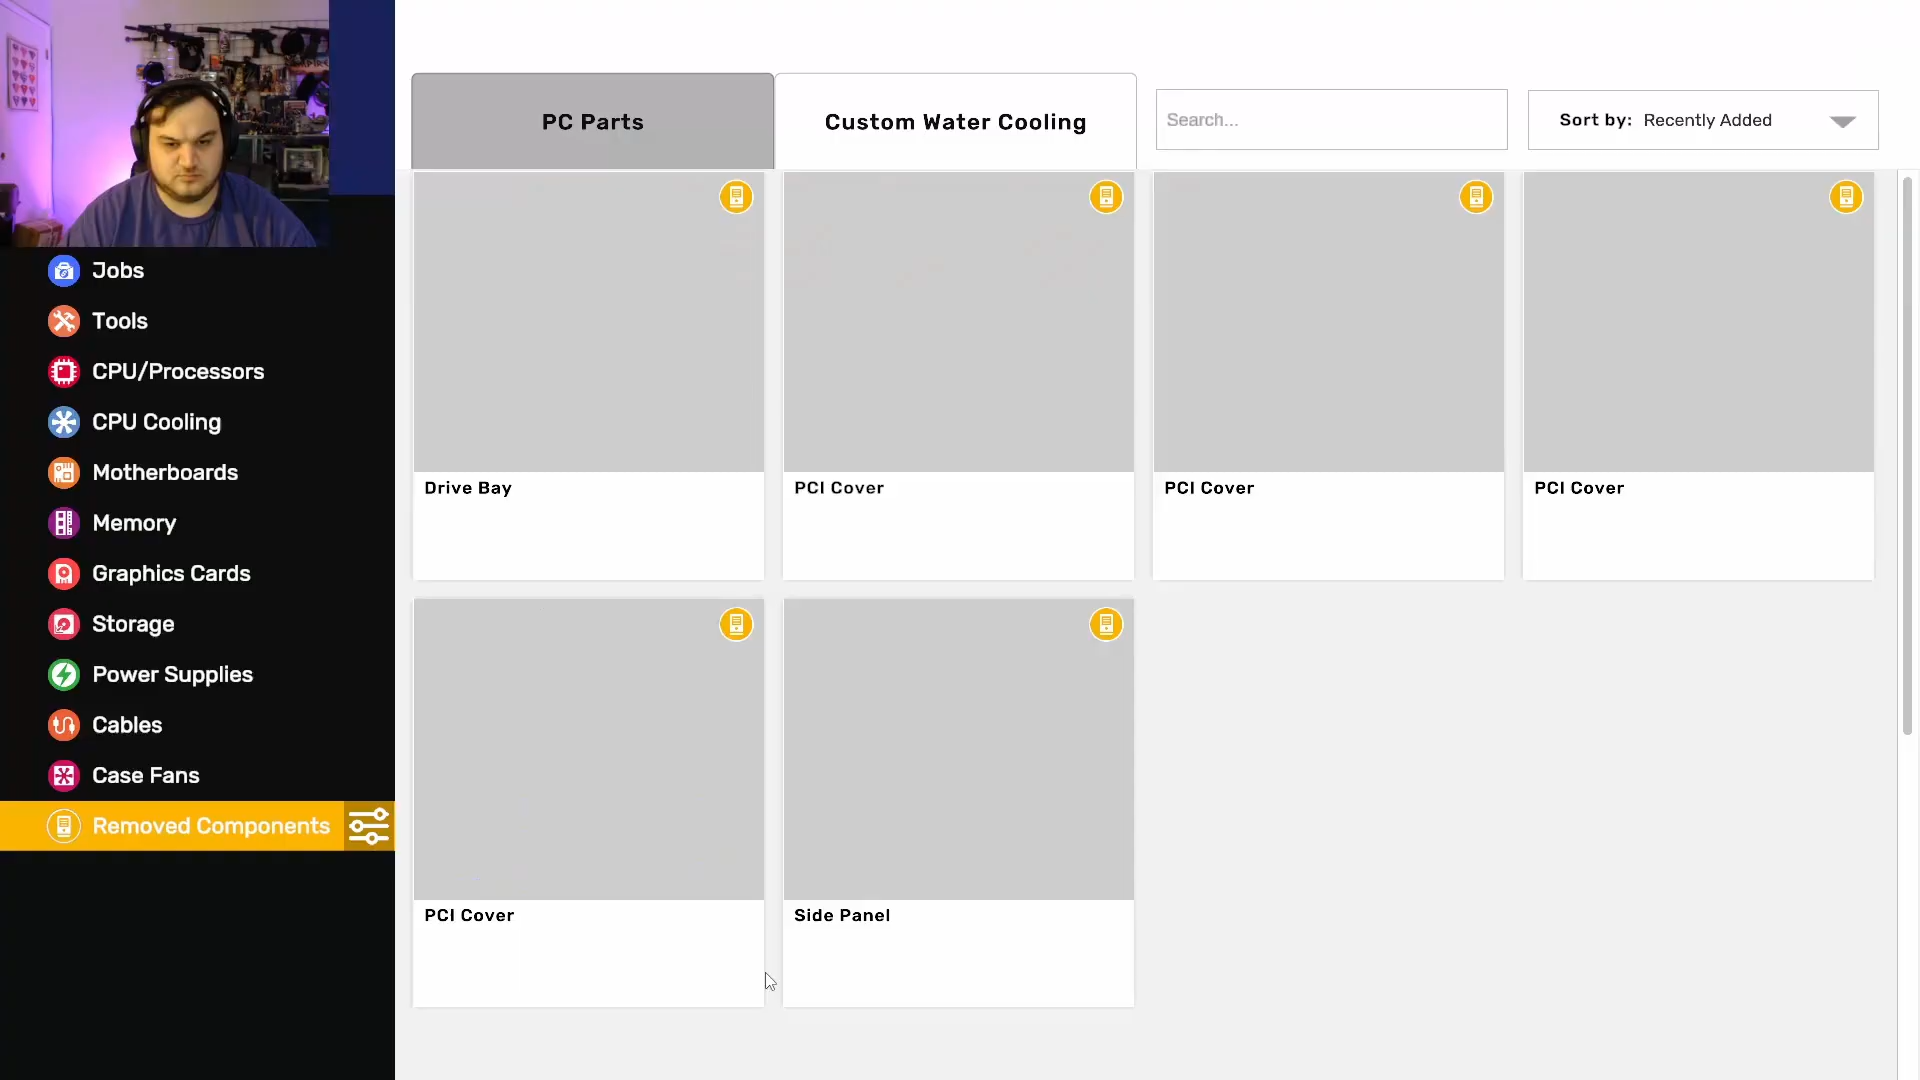 PC Parts
Custom Water Cooling
Search...
Sort by: Recently Added
Jobs
Tools
CPU/Processors
CPU Cooling
Motherboards
Memory
Graphics Cards
Storage
Power Supplies
Cables
Case Fans
Removed Components
Drive Bay
PCI Cover
PCI Cover
PCI Cover
PCI Cover
Side Panel